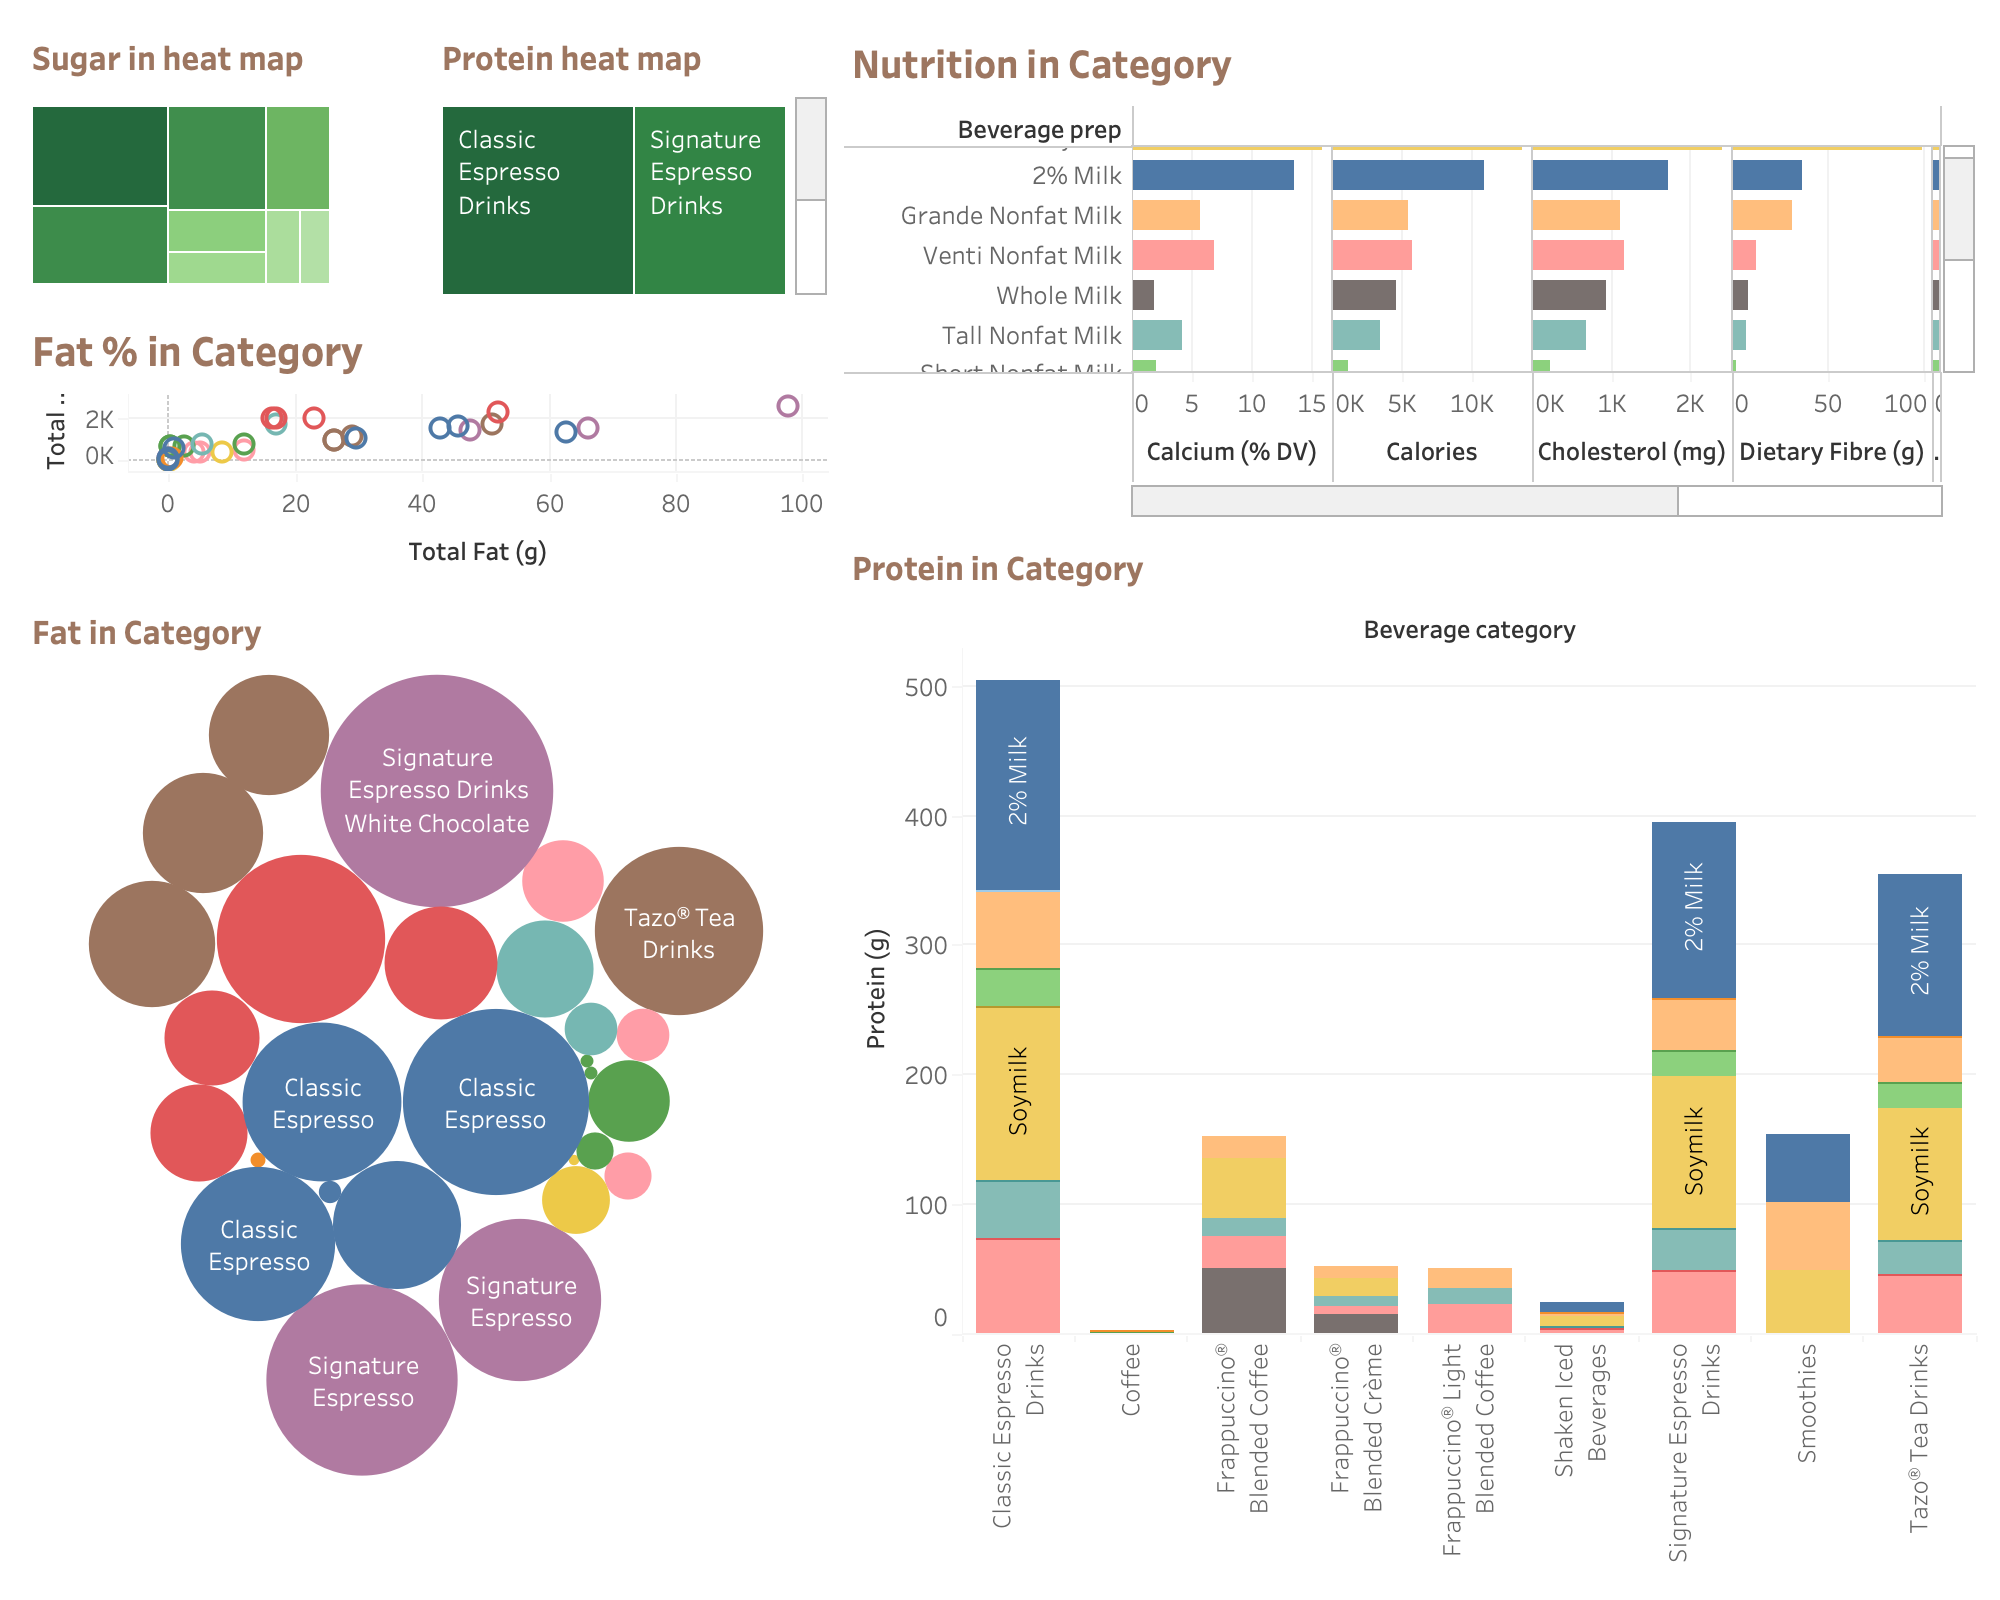 Sugar in heat map
Protein heat map
Classic
Espresso
Drinks
Signature
Espresso
Drinks
Nutrition in Category
Beverage prep
2% Milk
Grande Nonfat Milk
Venti Nonfat Milk
Whole Milk
Tall Nonfat Milk
Short Nonfat Milk
0 5 10 15
0K 5K 10K
0K 1K 2K
0 50 100
Calcium (% DV)
Calories
Cholesterol (mg)
Dietary Fibre (g)
.
Fat % in Category
Total ..
2K
0K
0 20 40 60 80 100
Total Fat (g)
Fat in Category
Signature
Espresso Drinks
White Chocolate
Tazo® Tea
Drinks
Classic
Espresso
Classic
Espresso
Classic
Espresso
Signature
Espresso
Signature
Espresso
Protein in Category
Beverage category
Protein (g)
500
400
300
200
100
0
2% Milk
Soymilk
2% Milk
Soymilk
2% Milk
Soymilk
Classic Espresso
Drinks
Coffee
Frappuccino®
Blended Coffee
Frappuccino®
Blended Crème
Frappuccino® Light
Blended Coffee
Shaken Iced
Beverages
Signature Espresso
Drinks
Smoothies
Tazo® Tea Drinks